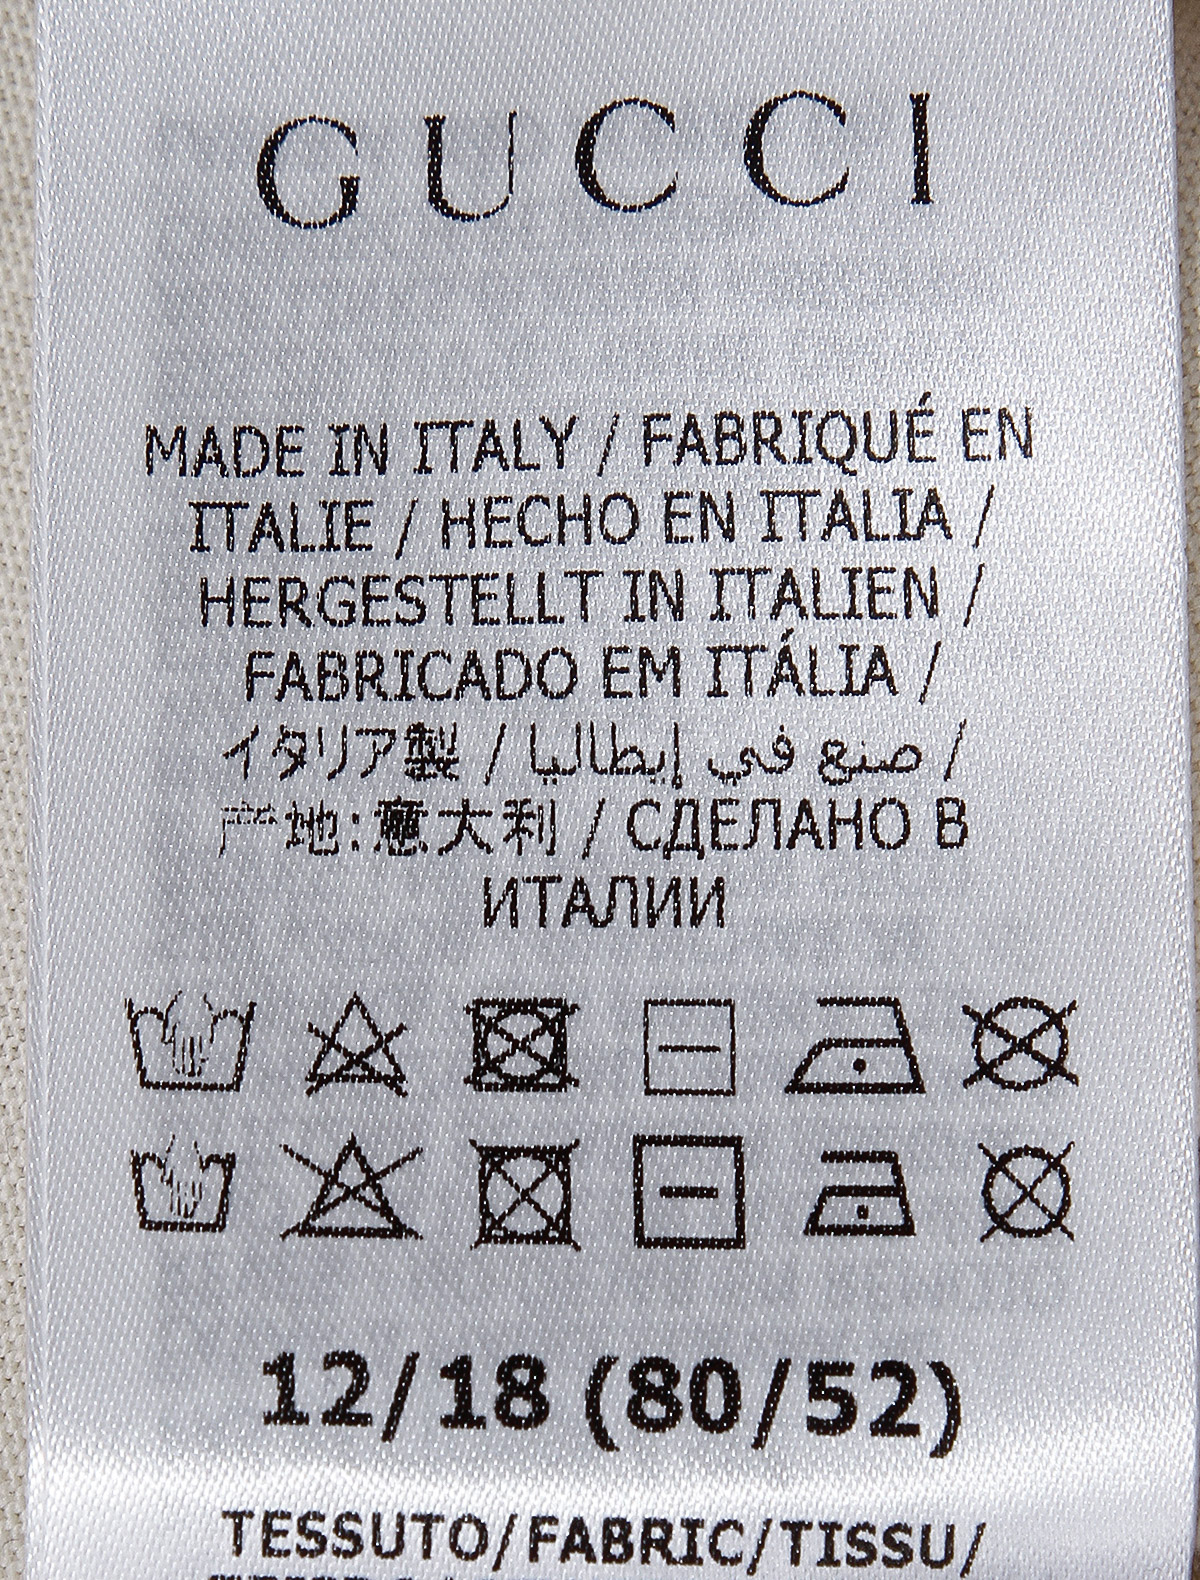 GUCCI
MADE IN ITALY / FABRIQUÉ EN
ITALIE / HECHO EN ITALIA /
HERGESTELLT IN ITALIEN /
FABRICADO EM ITÁLIA /
イタリア製 / صنع في إيطاليا /
产地:意大利 / СДЕЛАНО В
ИТАЛИИ
12/18 (80/52)
TESSUTO/FABRIC/TISSU/